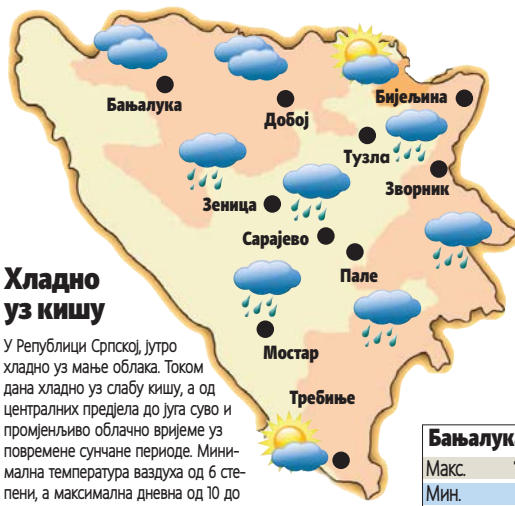 Бањалука
Добој
Бијељина
Тузла
Зворник
Зеница
Сарајево
Пале
Мостар
Требиње
Хладно
уз кишу
У Републици Српској, јутро
хладно уз мање облака. Током
дана хладно уз слабу кишу, а од
централних предјела до југа суво и
промјенљиво облачно вријеме уз
повремене сунчане периоде. Мини-
мална температура ваздуха од 6 сте-
пени, а максимална дневна од 10 до
Бањалука
Макс.
Мин.